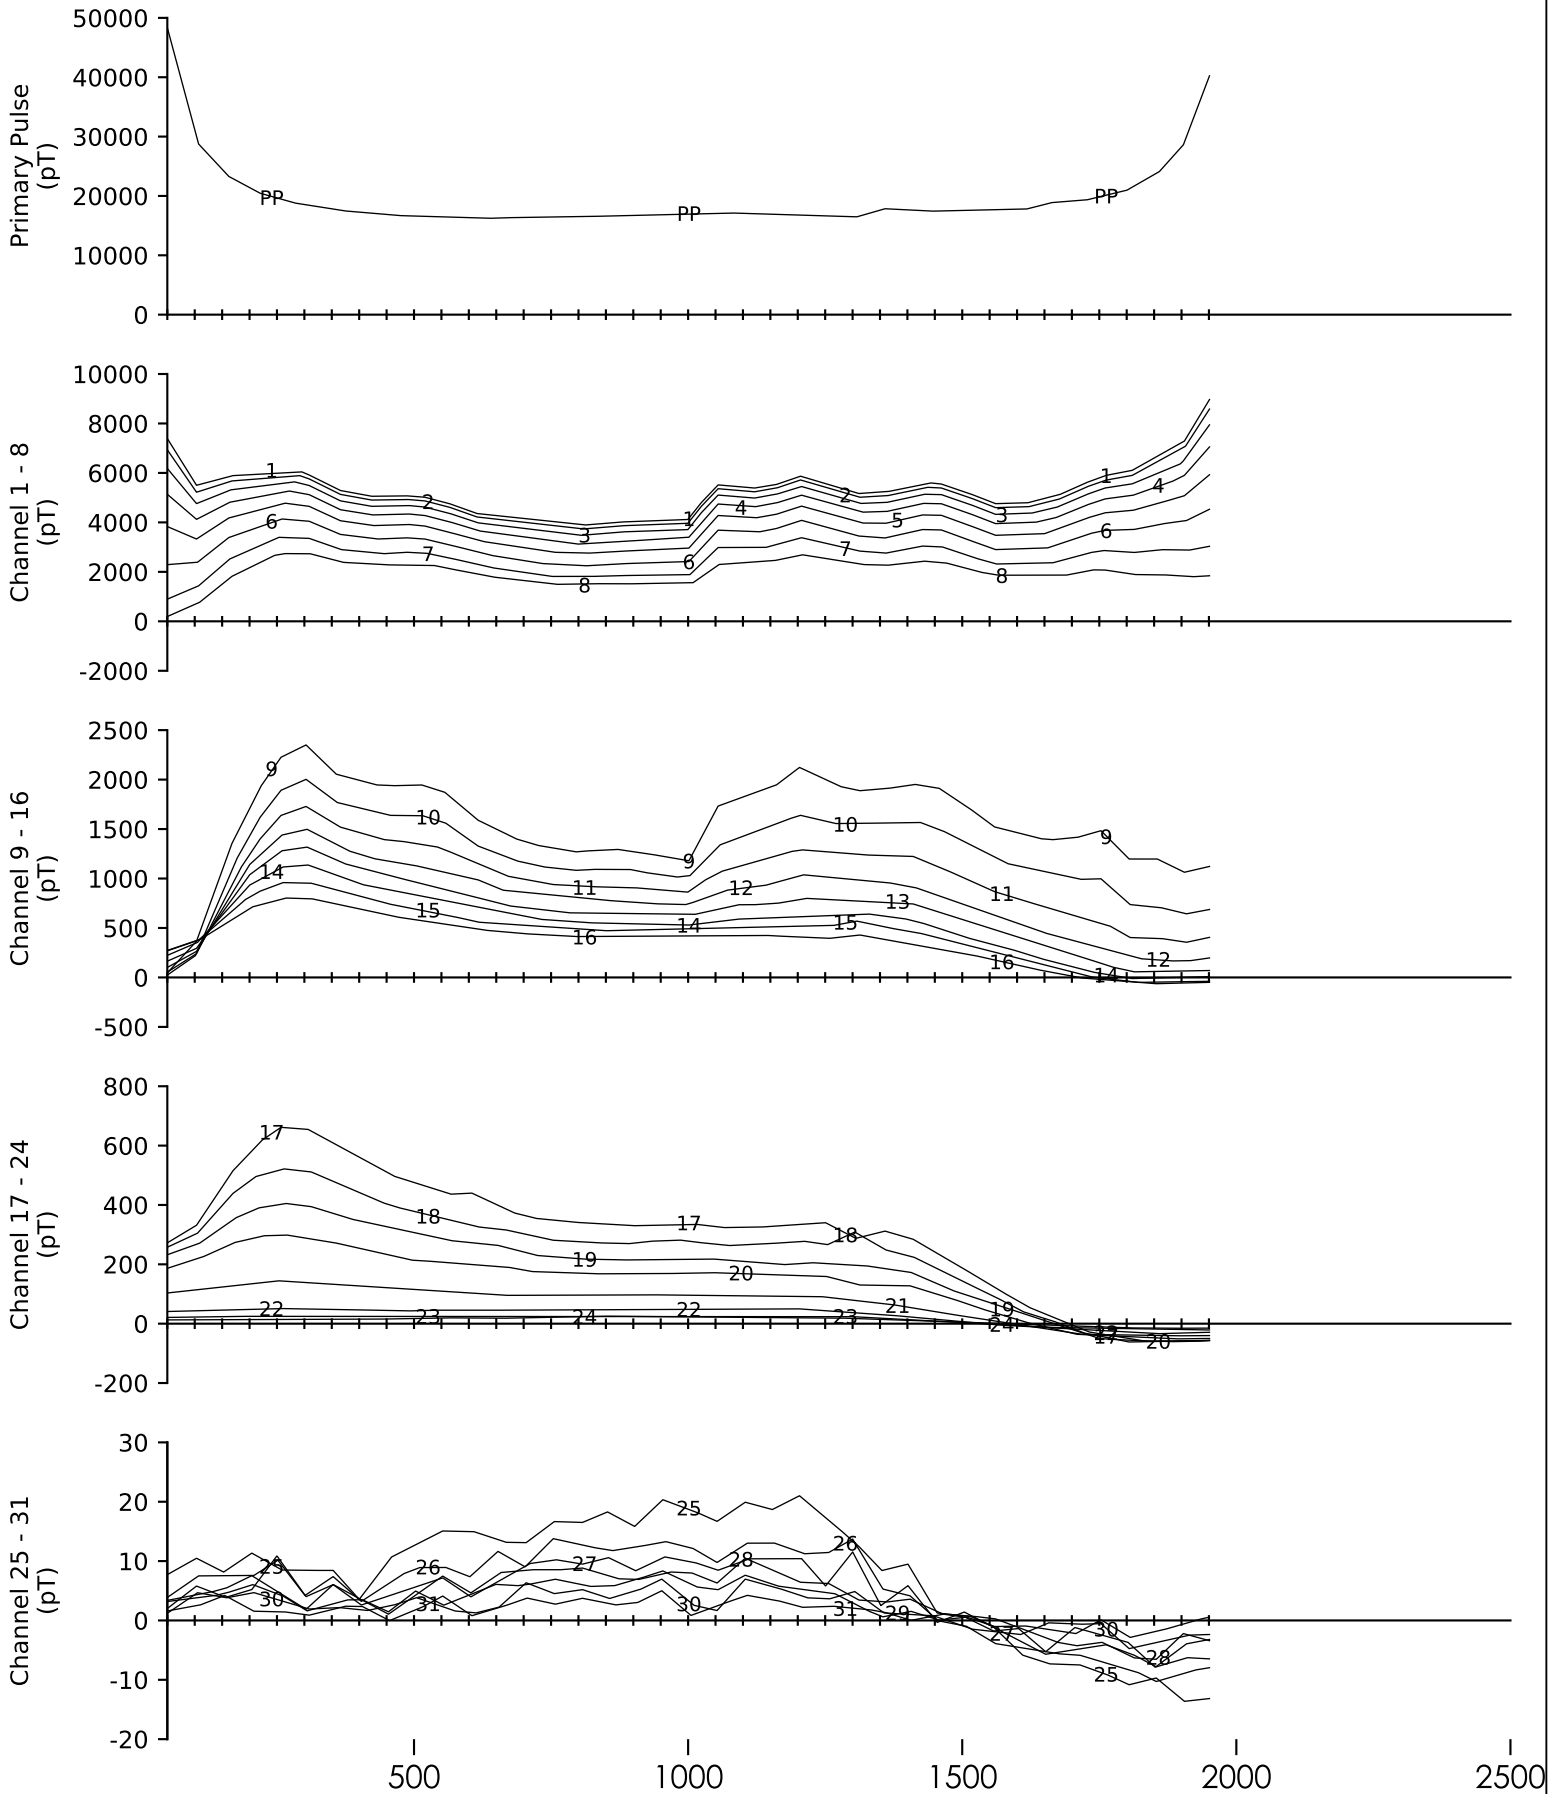 50000
40000
30000
20000
10000
0
Primary Pulse
(pT)
PP PP PP
10000
8000
6000
4000
2000
0
-2000
Channel 1 - 8
(pT)
1 2 3 1 4 2 5 3 1 4
6 7 8 6 7 8 6
2500
2000
1500
1000
500
0
-500
Channel 9 - 16
(pT)
9 10 11 9 12 10 13 11 9 12
14 15 16 14 15 16 14
800
600
400
200
0
-200
Channel 17 - 24
(pT)
17 18 19 17 20 18 21 19 17 20
22 23 24 22 23 24 22
30
20
10
0
-10
-20
Channel 25 - 31
(pT)
25 26 27 25 28 26 29 27 25 28
30 31 30 31 30
500 1000 1500 2000 2500